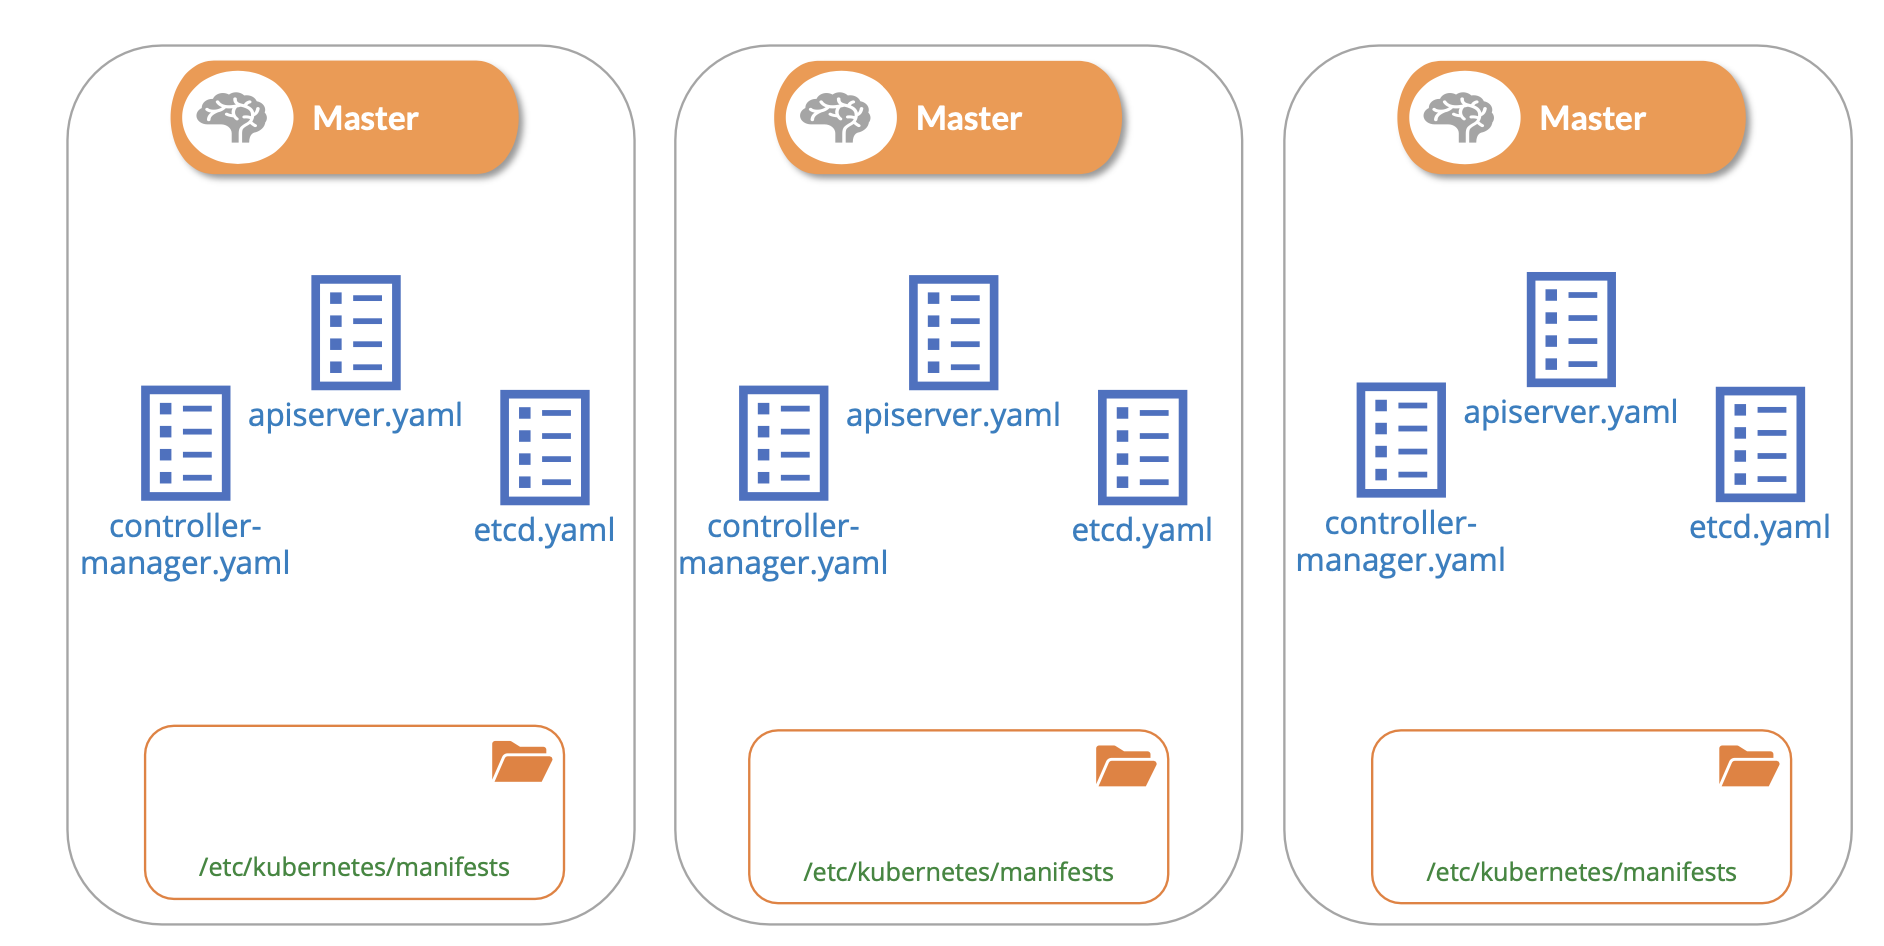 Master
apiserver.yaml
controller-
manager.yaml
etcd.yaml
/etc/kubernetes/manifests
Master
apiserver.yaml
controller-
manager.yaml
etcd.yaml
/etc/kubernetes/manifests
Master
apiserver.yaml
controller-
manager.yaml
etcd.yaml
/etc/kubernetes/manifests